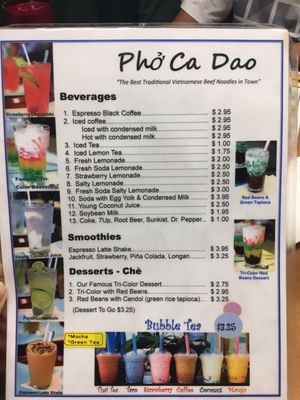 Phở Ca Dao
"The Best Traditional Vietnamese Beef Noodles in Town"
Beverages
1. Espresso Black Coffee $ 2.95
2. Iced coffee $ 2.95
Iced with condensed milk $ 2.95
Hot with condensed milk $ 2.95
3. Iced Tea $ 1.00
4. Iced Lemon Tea $ 1.75
5. Fresh Lemonade $ 2.00
6. Fresh Soda Lemonade $ 2.50
7. Strawberry Lemonade $ 2.50
8. Salty Lemonade $ 2.50
9. Fresh Soda Salty Lemonade $ 3.00
10. Soda with Egg Yolk & Condensed Milk $ 3.95
11. Young Coconut Juice $ 2.50
12. Soybean Milk $ 1.95
13. Coke, 7Up, Root Beer, Sunkist, Dr. Pepper $ 1.00
Smoothies
Espresso Latte Shake $ 3.95
Jackfruit, Strawberry, Piña Colada, Longan $ 3.25
Desserts - Chè
1. Our Famous Tri-Color Dessert $ 2.75
2. Tri-Color with Red Beans $ 2.95
3. Red Beans with Cendol (green rice tapioca) $ 2.95
(Dessert To Go $3.25)
Strawberry Lemonade
Famous Tri-
Color Dessert
Juice
Fresh Lemonade
Espresso Latte Shake
Red Beans &
Green Tapioca
Tri-Color Red
Beans Dessert
Bubble Tea $3.25
*Mocha
*Green Tea
Thai Tea Taro Strawberry Coffee Coconut Mango